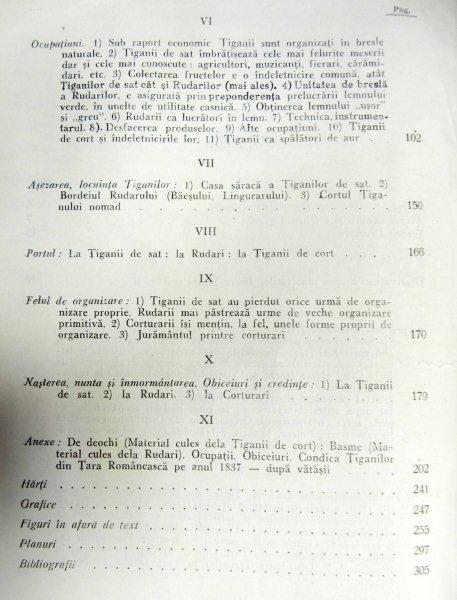 Pag.
VI
Ocupațiuni. 1) Sub raport economic Țiganii sunt organizați în bresle
naturale. 2) Țiganii de sat îmbrățișează cele mai felurite meserii
dar și cele mai cunoscute : agricultori, muzicanți, fierari, cărămi-
dari, etc. 3) Colectarea fructelor e o îndeletnicire comună, atât
Țiganilor de sat cât și Rudarilor (mai ales). 4) Unitatea de breslă
a Rudarilor, e asigurată prin preponderența prelucrării lemnului
verde, în unelte de utilitate casnică. 5) Obținerea lemnului „ușor"
și „greu". 6) Rudarii ca lucrători în lemn. 7) Technica, instrumen-
tarul. 8). Desfacerea produselor. 9) Alte ocupațiuni. 10) Țiganii
de cort și îndeletnicirile lor. 11) Țiganii ca spălători de aur . . 102
VII
Așezarea, locuința Țiganilor : 1) Casa săracă a Țiganilor de sat. 2)
Bordeiul Rudarului (Băeșului, Lingurarului). 3) Cortul Țiga-
nului nomad . . . . . . . . . . . . . 150
VIII
Portul : La Țiganii de sat ; la Rudari ; la Țiganii de cort . . . . 166
IX
Felul de organizare : 1) Țiganii de sat au pierdut orice urmă de orga-
nizare proprie. Rudarii mai păstrează urme de veche organizare
primitivă. 2) Corturarii își mențin, la fel, unele forme proprii de
organizare. 3) Jurământul printre corturari . . . . . . 170
X
Nașterea, nunta și înmormântarea. Obiceiuri și credințe : 1) La Țiganii
de sat. 2) la Rudari. 3) la Corturari . . . . . . . 179
XI
Anexe : De deochi (Material cules dela Țiganii de cort) ; Basme (Ma-
terial cules dela Rudari). Ocupații. Obiceiuri. Condica Țiganilor
din Țara Românească pe anul 1837 — după vătășii . . . . 202
Hărți . . . . . . . . . . . . . . . . 241
Grafice . . . . . . . . . . . . . . . 247
Figuri în afară de text . . . . . . . . . . . 255
Planuri . . . . . . . . . . . . . . . 297
Bibliografii . . . . . . . . . . . . . . 305